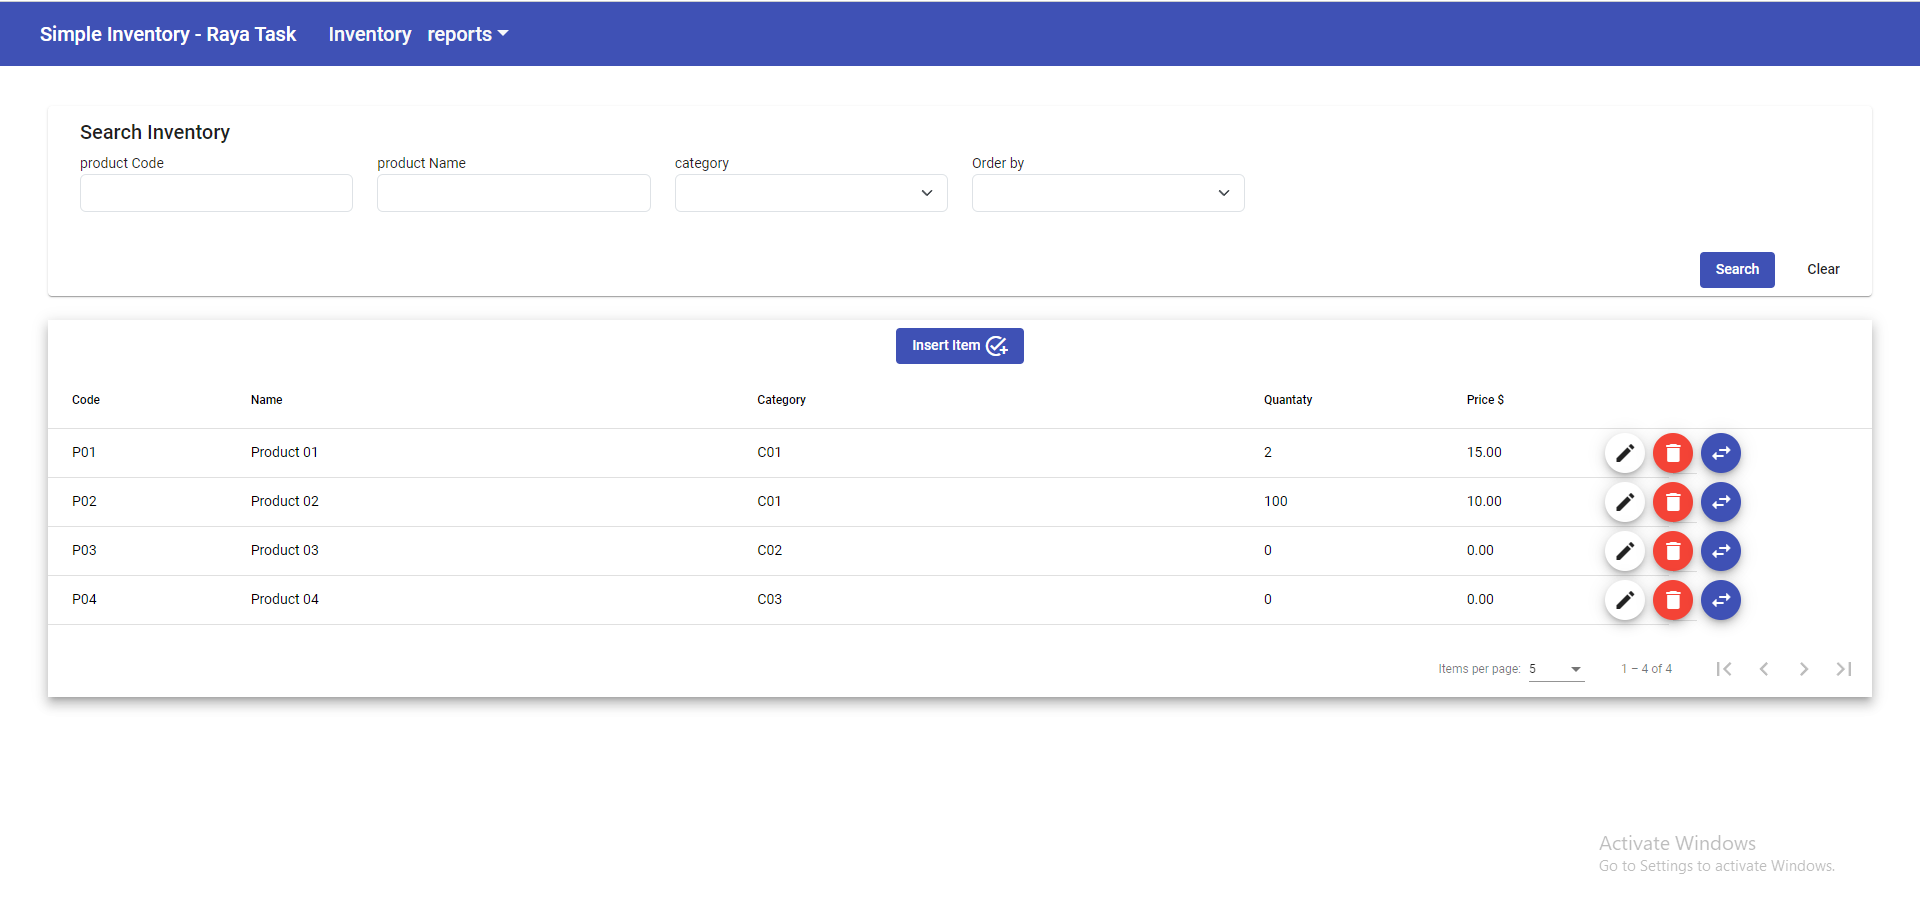 Simple Inventory - Raya Task Inventory reports
Search Inventory
product Code product Name category Order by
Search Clear
Insert Item
Code Name Category Quantaty Price $
P01 Product 01 C01 2 15.00
P02 Product 02 C01 100 10.00
P03 Product 03 C02 0 0.00
P04 Product 04 C03 0 0.00
Items per page: 5 1 – 4 of 4
Activate Windows
Go to Settings to activate Windows.